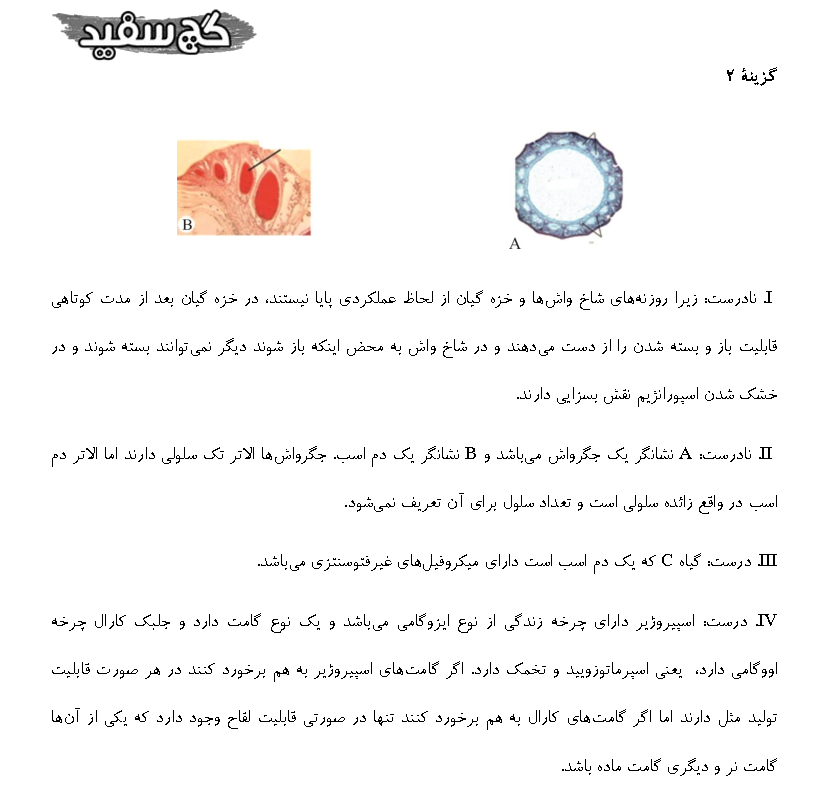 گچ سفید
گزینهٔ ۲
B
A
I. نادرست: زیرا روزنه‌های شاخ واش‌ها و خزه گیان از لحاظ عملکردی پایا نیستند، در خزه گیان بعد از مدت کوتاهی
قابلیت باز و بسته شدن را از دست می‌دهند و در شاخ واش به محض اینکه باز شوند دیگر نمی‌توانند بسته شوند و در
خشک شدن اسپورانژیم نقش بسزایی دارند.
II. نادرست: A نشانگر یک جگرواش می‌باشد و B نشانگر یک دم اسب. جگرواش‌ها الاتر تک سلولی دارند اما الاتر دم
اسب در واقع زائده سلولی است و تعداد سلول برای آن تعریف نمی‌شود.
III. درست: گیاه C که یک دم اسب است دارای میکروفیل‌های غیرفتوسنتزی می‌باشد.
IV. درست: اسپیروژیر دارای چرخه زندگی از نوع ایزوگامی می‌باشد و یک نوع گامت دارد و جلبک کارال چرخه
اووگامی دارد، یعنی اسپرماتوزویید و تخمک دارد. اگر گامت‌های اسپیروژیر به هم برخورد کنند در هر صورت قابلیت
تولید مثل دارند اما اگر گامت‌های کارال به هم برخورد کنند تنها در صورتی قابلیت لقاح وجود دارد که یکی از آن‌ها
گامت نر و دیگری گامت ماده باشد.